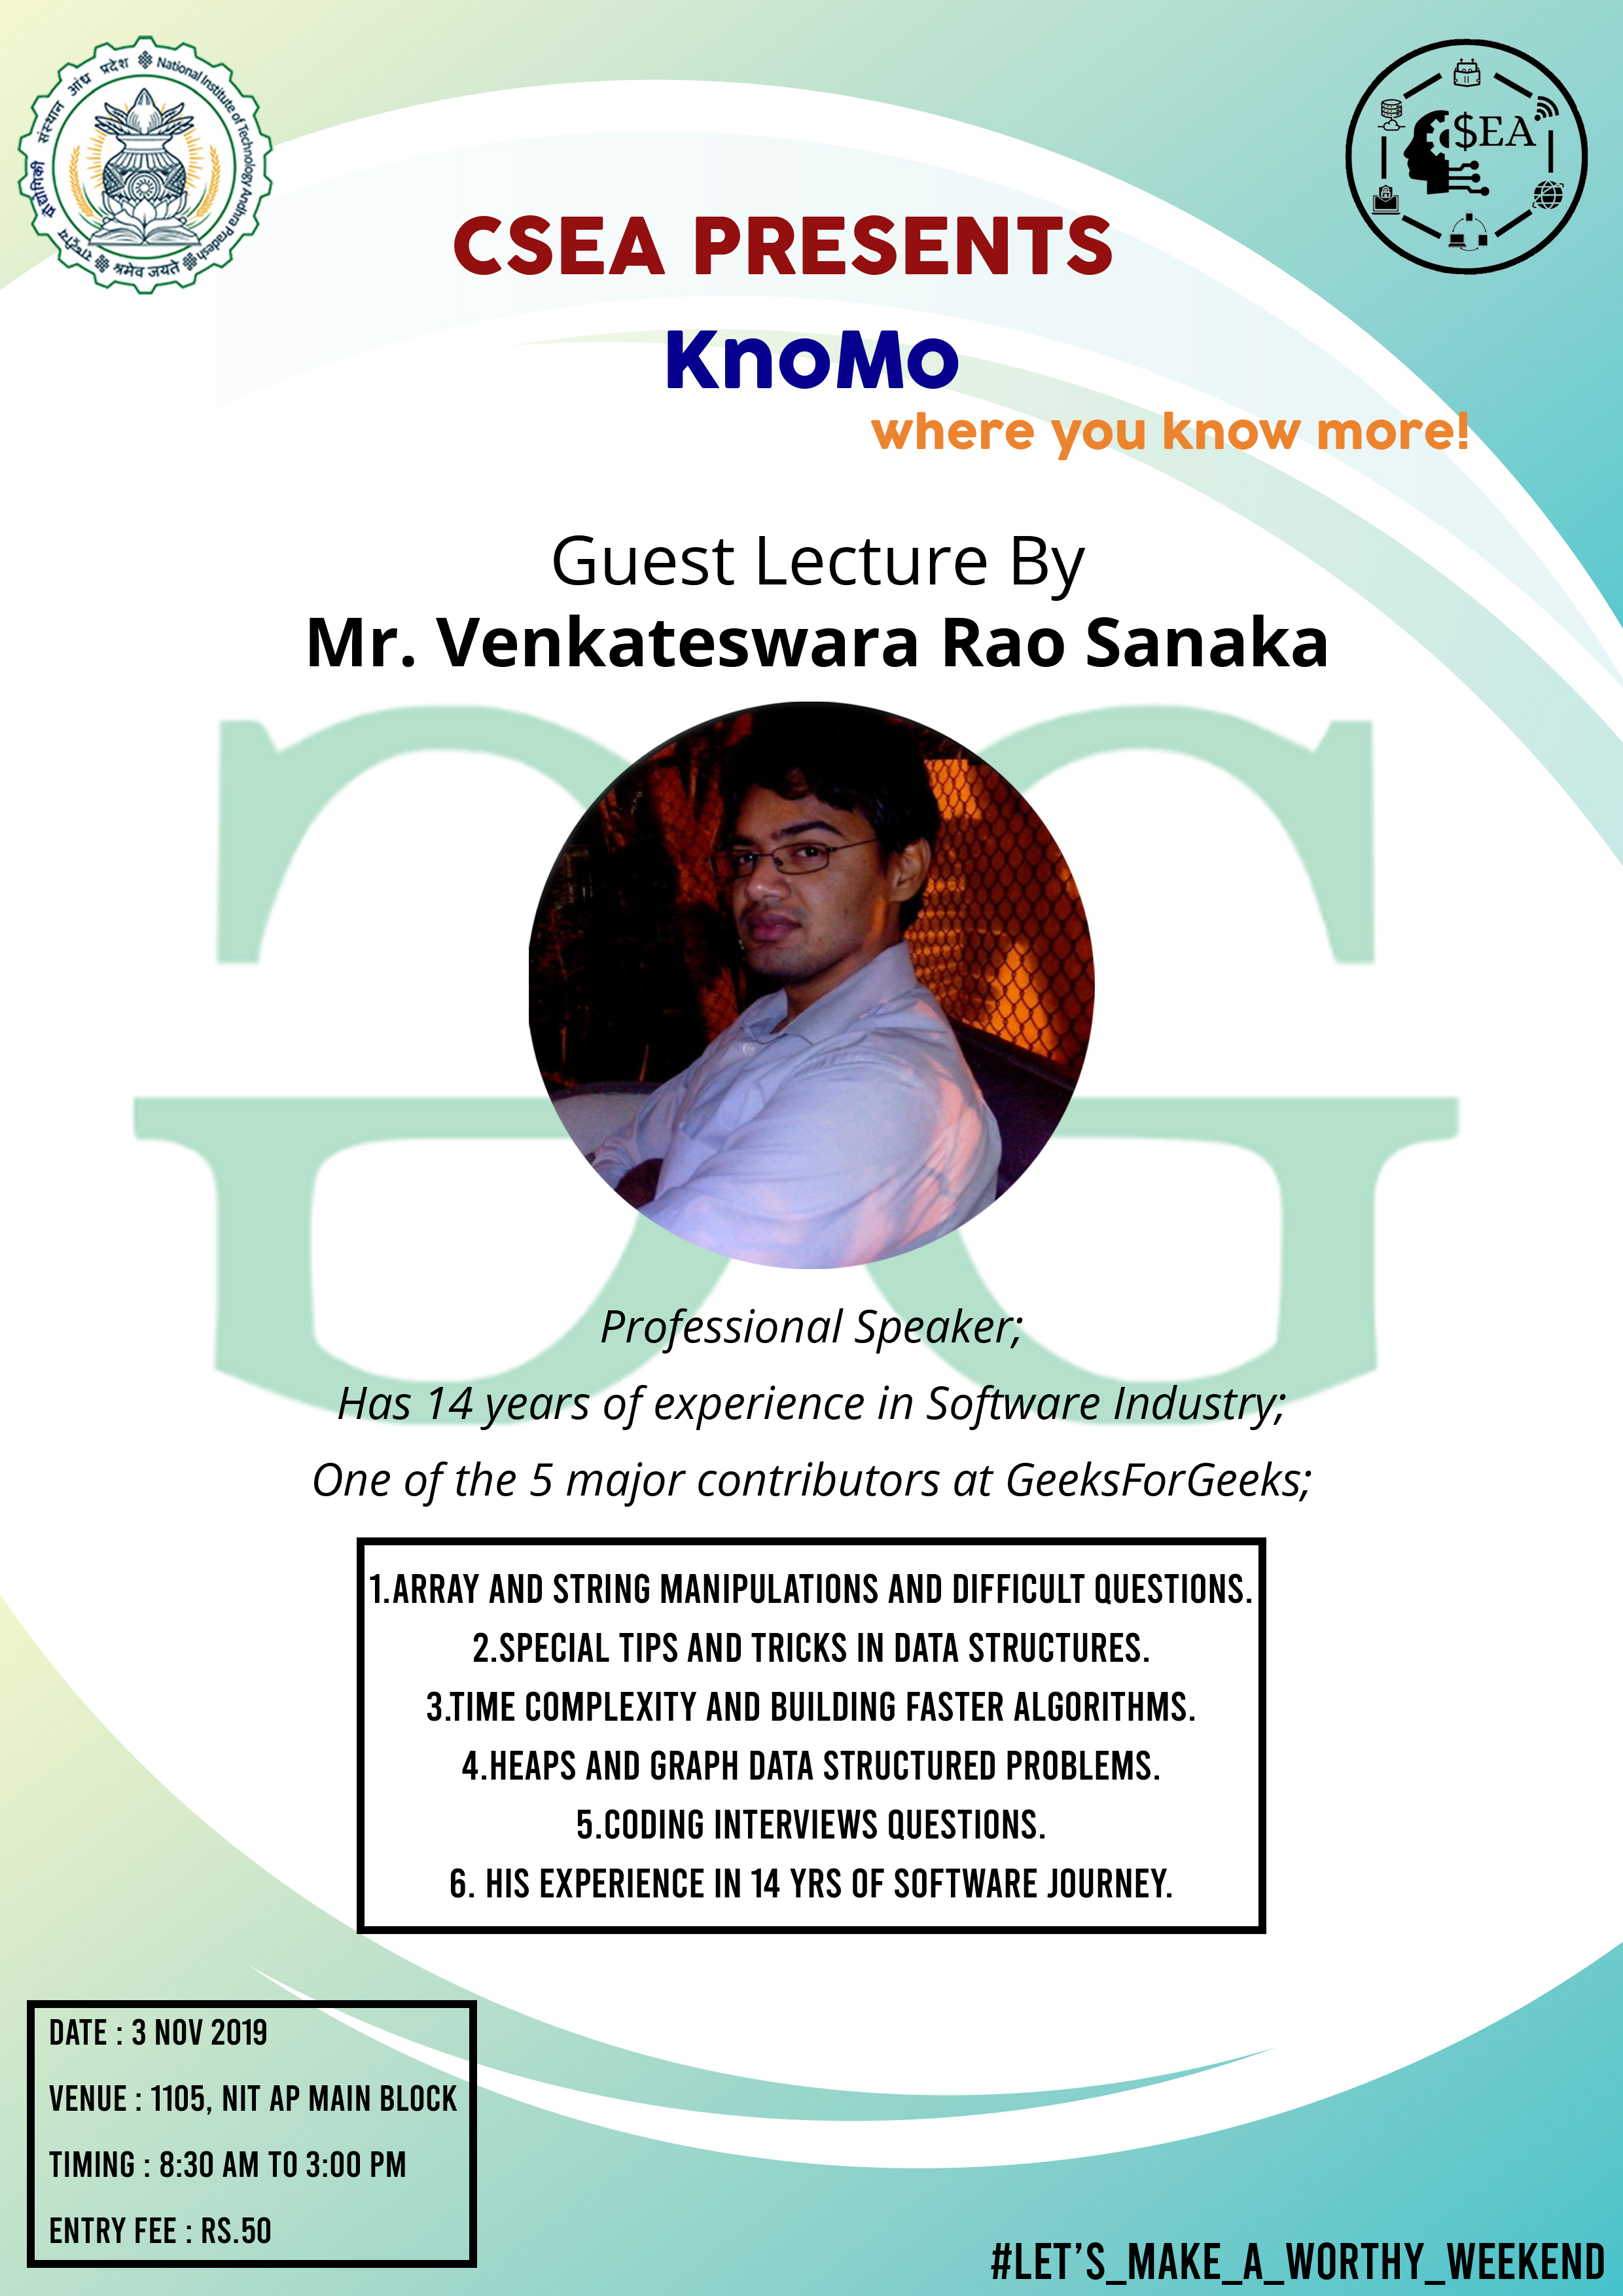 राष्ट्रीय प्रौद्योगिकी संस्थान आंध्र प्रदेश
National Institute of Technology Andhra Pradesh
श्रमेव जयते
$EA
CSEA PRESENTS
KnoMo
where you know more!
Guest Lecture By
Mr. Venkateswara Rao Sanaka
Professional Speaker;
Has 14 years of experience in Software Industry;
One of the 5 major contributors at GeeksForGeeks;
1.ARRAY AND STRING MANIPULATIONS AND DIFFICULT QUESTIONS.
2.SPECIAL TIPS AND TRICKS IN DATA STRUCTURES.
3.TIME COMPLEXITY AND BUILDING FASTER ALGORITHMS.
4.HEAPS AND GRAPH DATA STRUCTURED PROBLEMS.
5.CODING INTERVIEWS QUESTIONS.
6. HIS EXPERIENCE IN 14 YRS OF SOFTWARE JOURNEY.
DATE : 3 NOV 2019
VENUE : 1105, NIT AP MAIN BLOCK
TIMING : 8:30 AM TO 3:00 PM
ENTRY FEE : RS.50
#LET'S_MAKE_A_WORTHY_WEEKEND